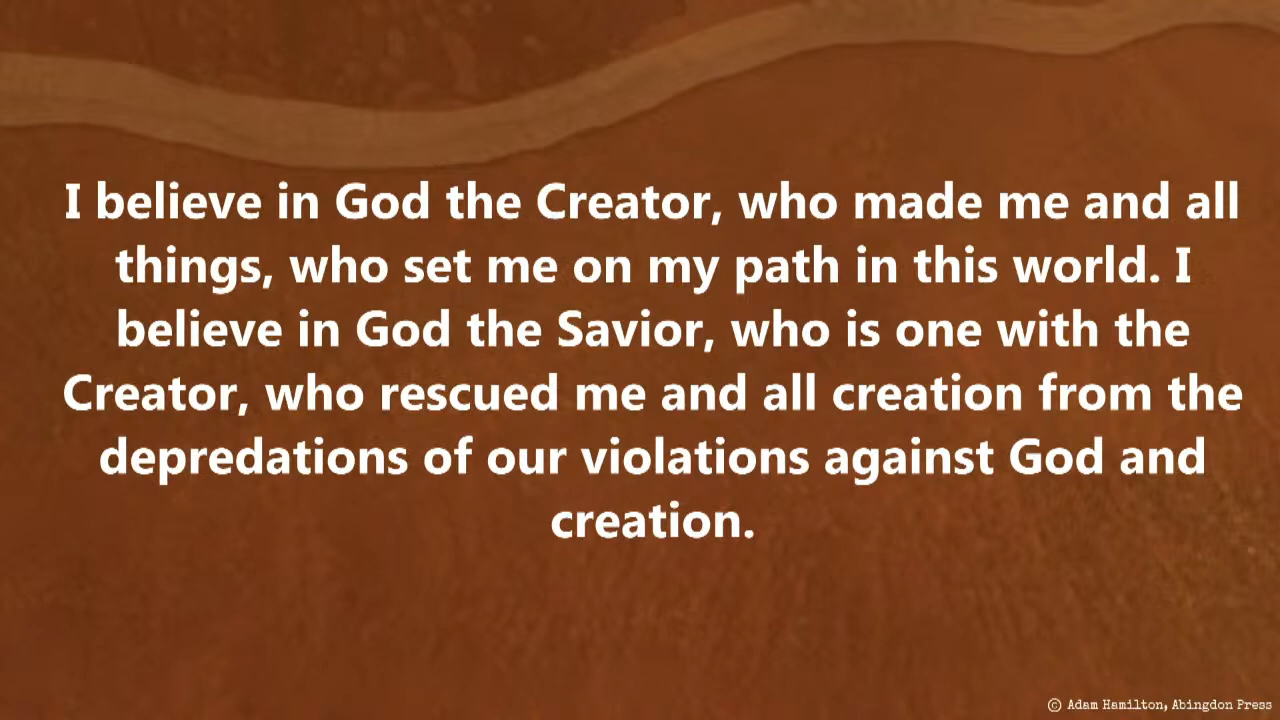 I believe in God the Creator, who made me and all
things, who set me on my path in this world. I
believe in God the Savior, who is one with the
Creator, who rescued me and all creation from the
depredations of our violations against God and
creation.
© Adam Hamilton, Abingdon Press